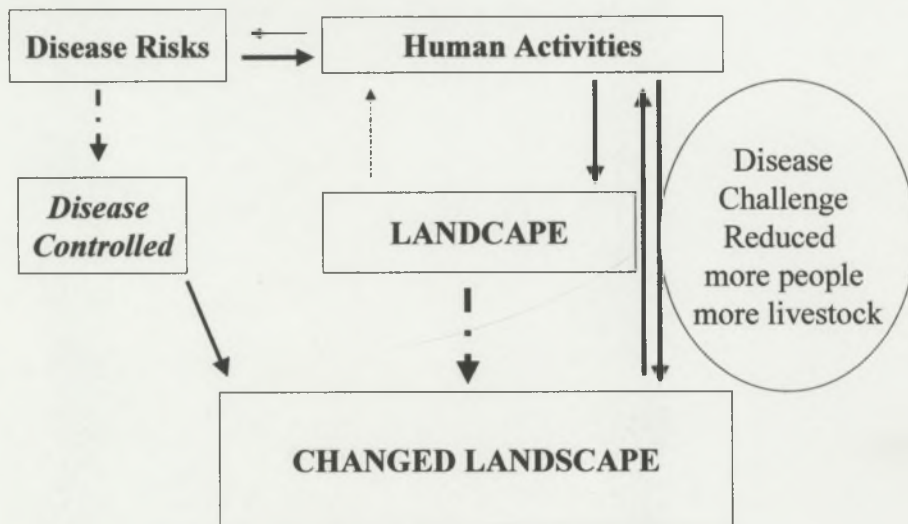 Disease Risks
Human Activities
Disease
Controlled
LANDCAPE
Disease
Challenge
Reduced
more people
more livestock
CHANGED LANDSCAPE